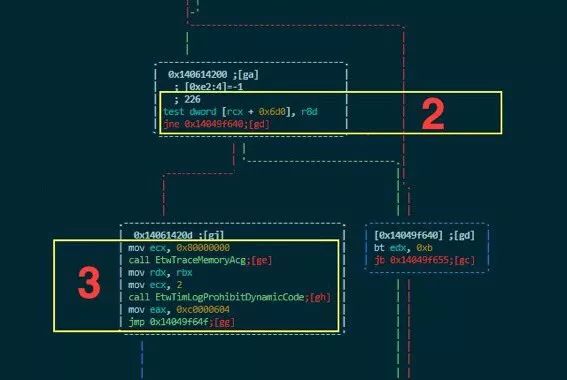 0x140614200 ;[ga]
; [0xe2:4]=-1
; 226
test dword [rcx + 0x6d0], r8d
jne 0x14049f640;[gd]
2
0x14061420d ;[gj]
mov ecx, 0x80000000
call EtwTraceMemoryAcg;[ge]
mov rdx, rbx
mov ecx, 2
call EtwTimLogProhibitDynamicCode;[gh]
mov eax, 0xc0000604
jmp 0x14049f64f;[gg]
3
[0x14049f640] ;[gd]
bt edx, 0xb
jb 0x14049f655;[gc]